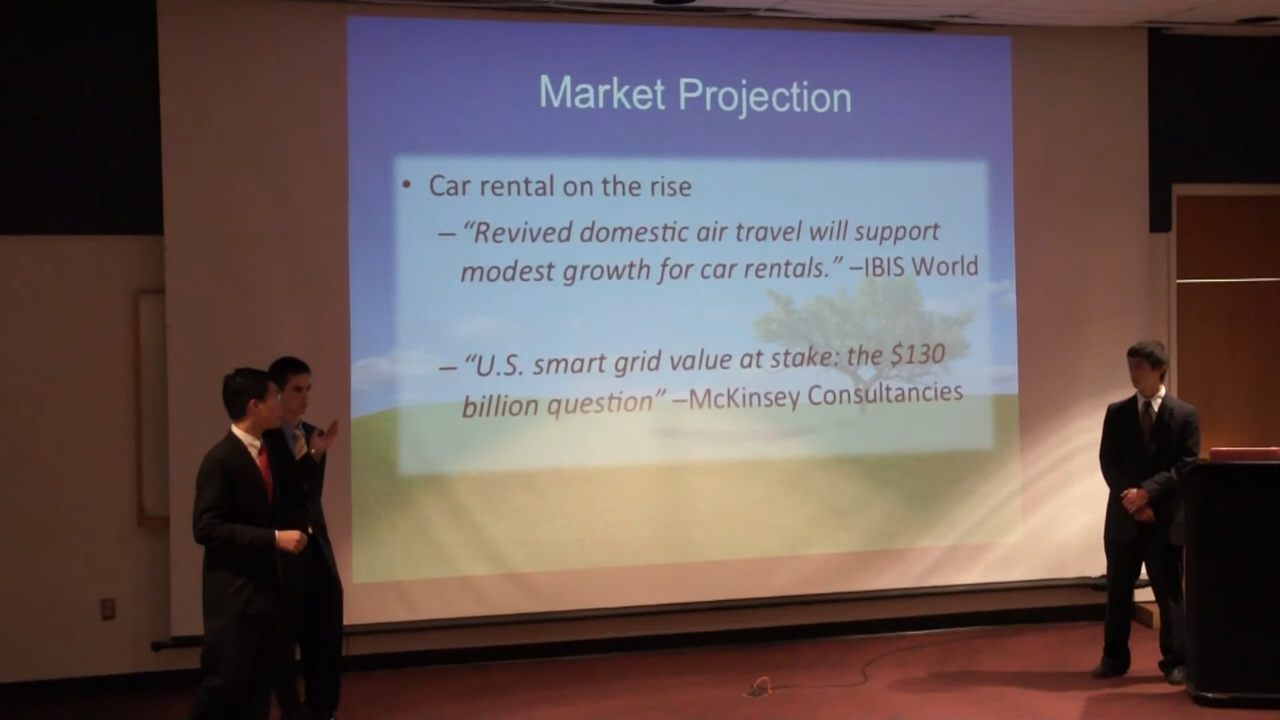 Market Projection
• Car rental on the rise
– “Revived domestic air travel will support
modest growth for car rentals.” –IBIS World
– “U.S. smart grid value at stake: the $130
billion question” –McKinsey Consultancies